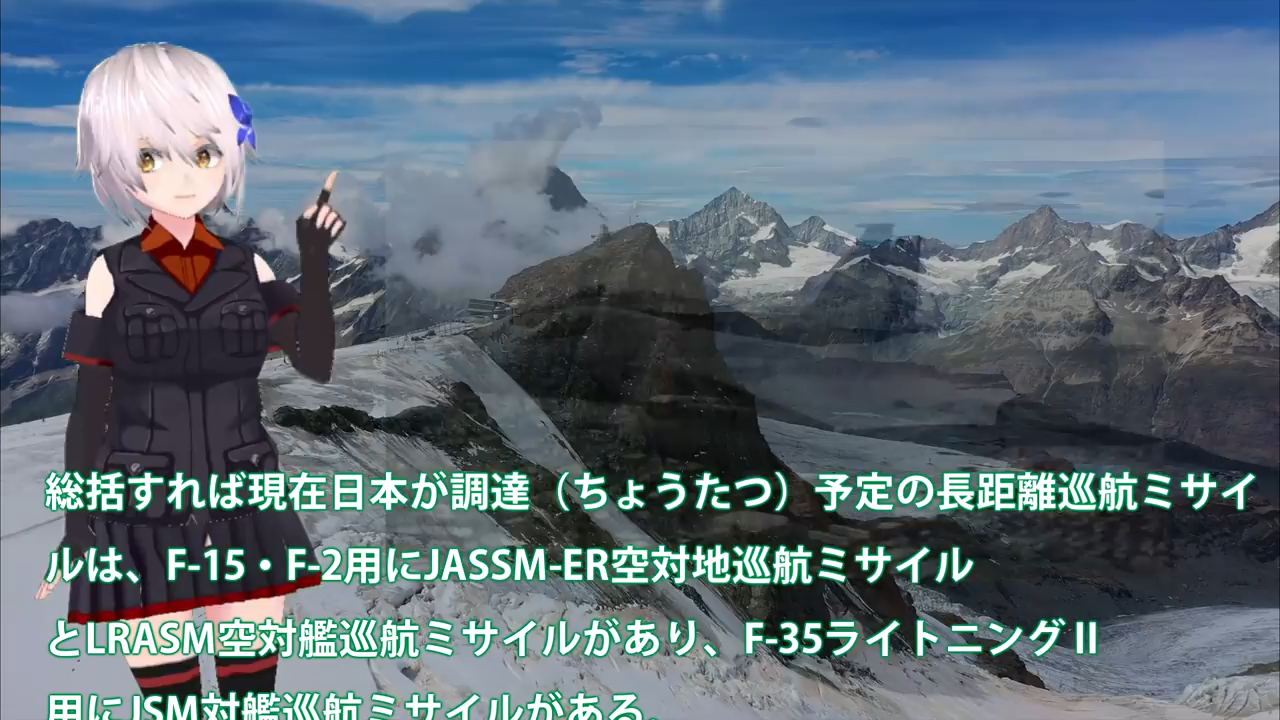 総括すれば現在日本が調達（ちょうたつ）予定の長距離巡航ミサイ
ルは、F-15・F-2用にJASSM-ER空対地巡航ミサイル
とLRASM空対艦巡航ミサイルがあり、F-35ライトニングⅡ
用にJSM対艦巡航ミサイルがある。